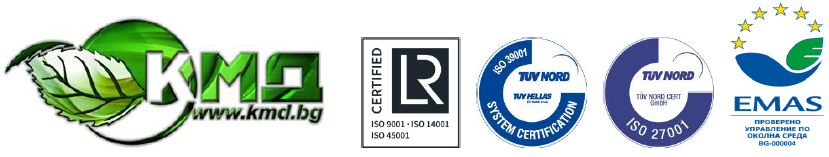 КМД
www.kmd.bg
CERTIFIED
LR
ISO 9001 · ISO 14001
ISO 45001
ISO 39001
TÜV NORD
TÜV HELLAS
SYSTEM CERTIFICATION
TÜV NORD
TÜV NORD CERT
GmbH
ISO 27001
EMAS
ПРОВЕРЕНО
УПРАВЛЕНИЕ ПО
ОКОЛНА СРЕДА
BG-000004